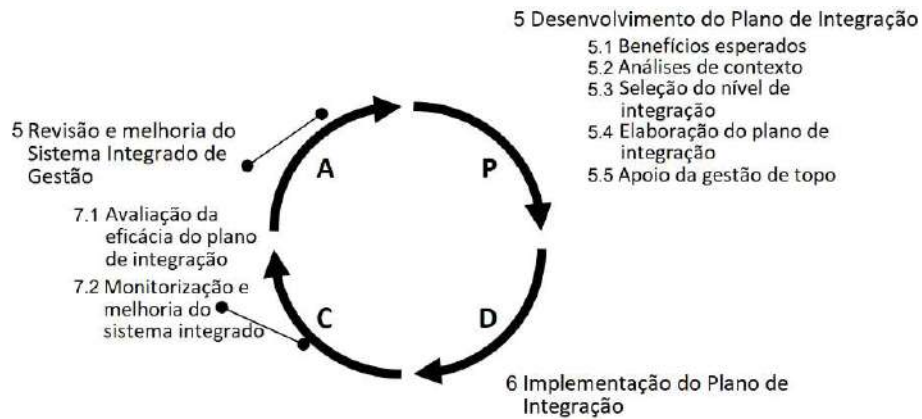 5 Desenvolvimento do Plano de Integração
5.1 Benefícios esperados
5.2 Análises de contexto
5.3 Seleção do nível de
integração
5.4 Elaboração do plano de
integração
5.5 Apoio da gestão de topo
5 Revisão e melhoria do
Sistema Integrado de
Gestão
A
P
7.1 Avaliação da
eficácia do plano
de integração
7.2 Monitorização e
melhoria do
sistema integrado
C
D
6 Implementação do Plano de
Integração